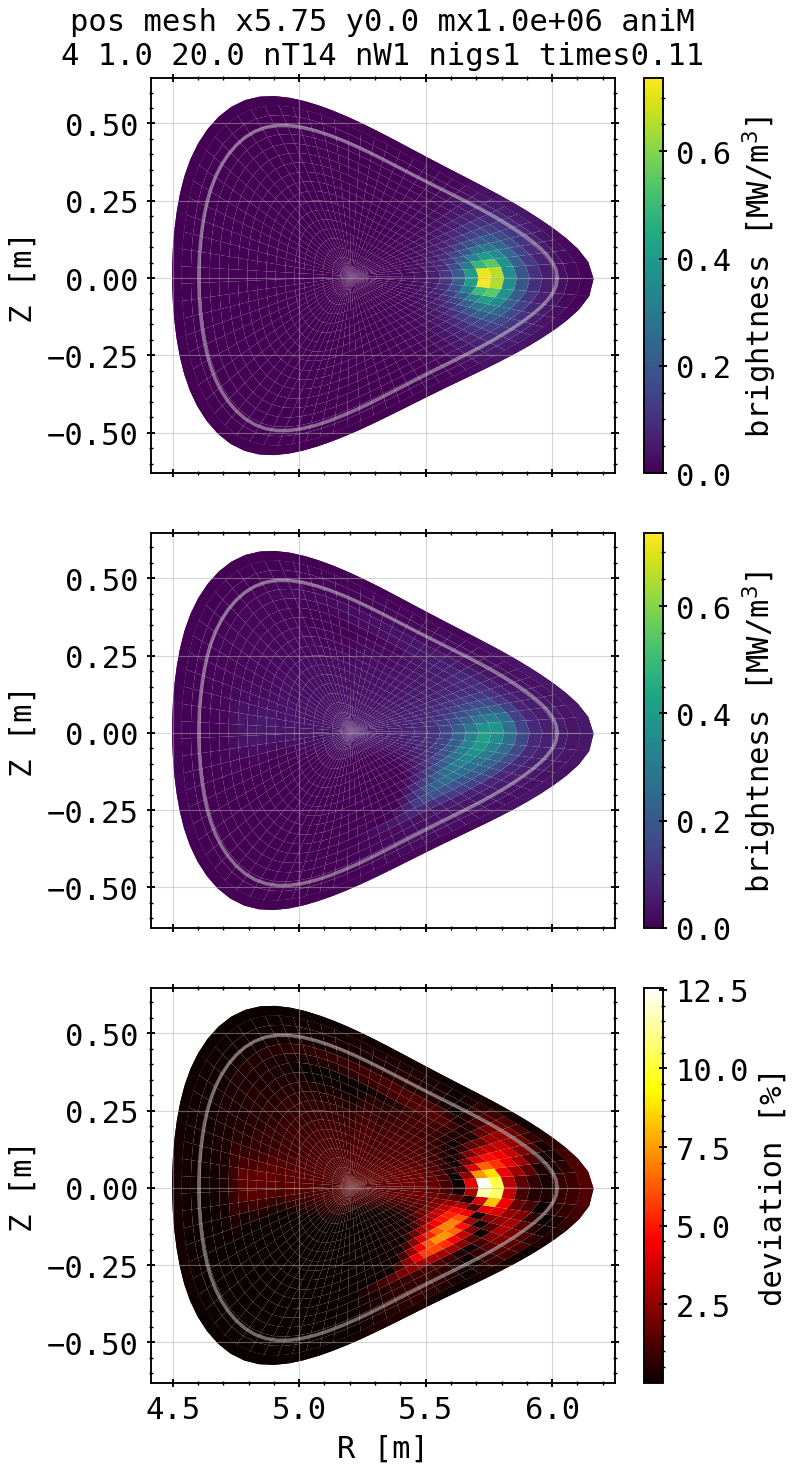 pos mesh x5.75 y0.0 mx1.0e+06 aniM
4 1.0 20.0 nT14 nW1 nigs1 times0.11
0.50
0.25
0.00
−0.25
−0.50
Z [m]
0.6
0.4
0.2
0.0
brightness [MW/m³]
0.50
0.25
0.00
−0.25
−0.50
Z [m]
0.6
0.4
0.2
0.0
brightness [MW/m³]
0.50
0.25
0.00
−0.25
−0.50
Z [m]
12.5
10.0
7.5
5.0
2.5
deviation [%]
4.5 5.0 5.5 6.0
R [m]